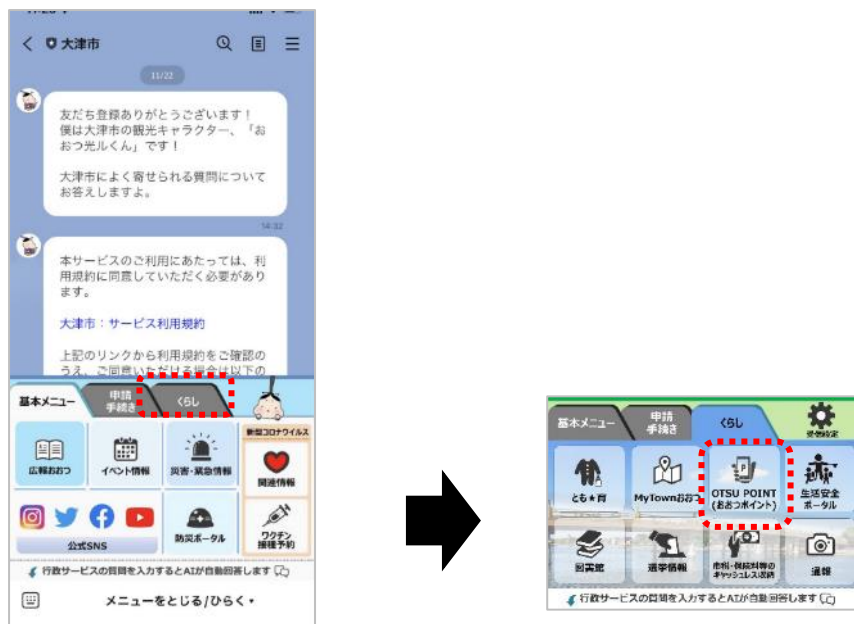 大津市
11/22
友だち登録ありがとうございます！
僕は大津市の観光キャラクター、「お
おつ光ルくん」です！
大津市によく寄せられる質問について
お答えしますよ。
14:32
本サービスのご利用にあたっては、利
用規約に同意していただく必要があり
ます。
大津市：サービス利用規約
上記のリンクから利用規約をご確認の
うえ、ご同意いただける場合は以下の
基本メニュー
申請
手続き
くらし
新型コロナウイルス
広報おおつ
イベント情報
災害・緊急情報
関連情報
公式SNS
防災ポータル
ワクチン
接種予約
行政サービスの質問を入力するとAIが自動回答します
メニューをとじる/ひらく
基本メニュー
申請
手続き
くらし
受信設定
とも★育
MyTownおおつ
OTSU POINT
(おおつポイント)
生活安全
ポータル
図書館
選挙情報
市税・保険料等の
キャッシュレス収納
通報
行政サービスの質問を入力するとAIが自動回答します